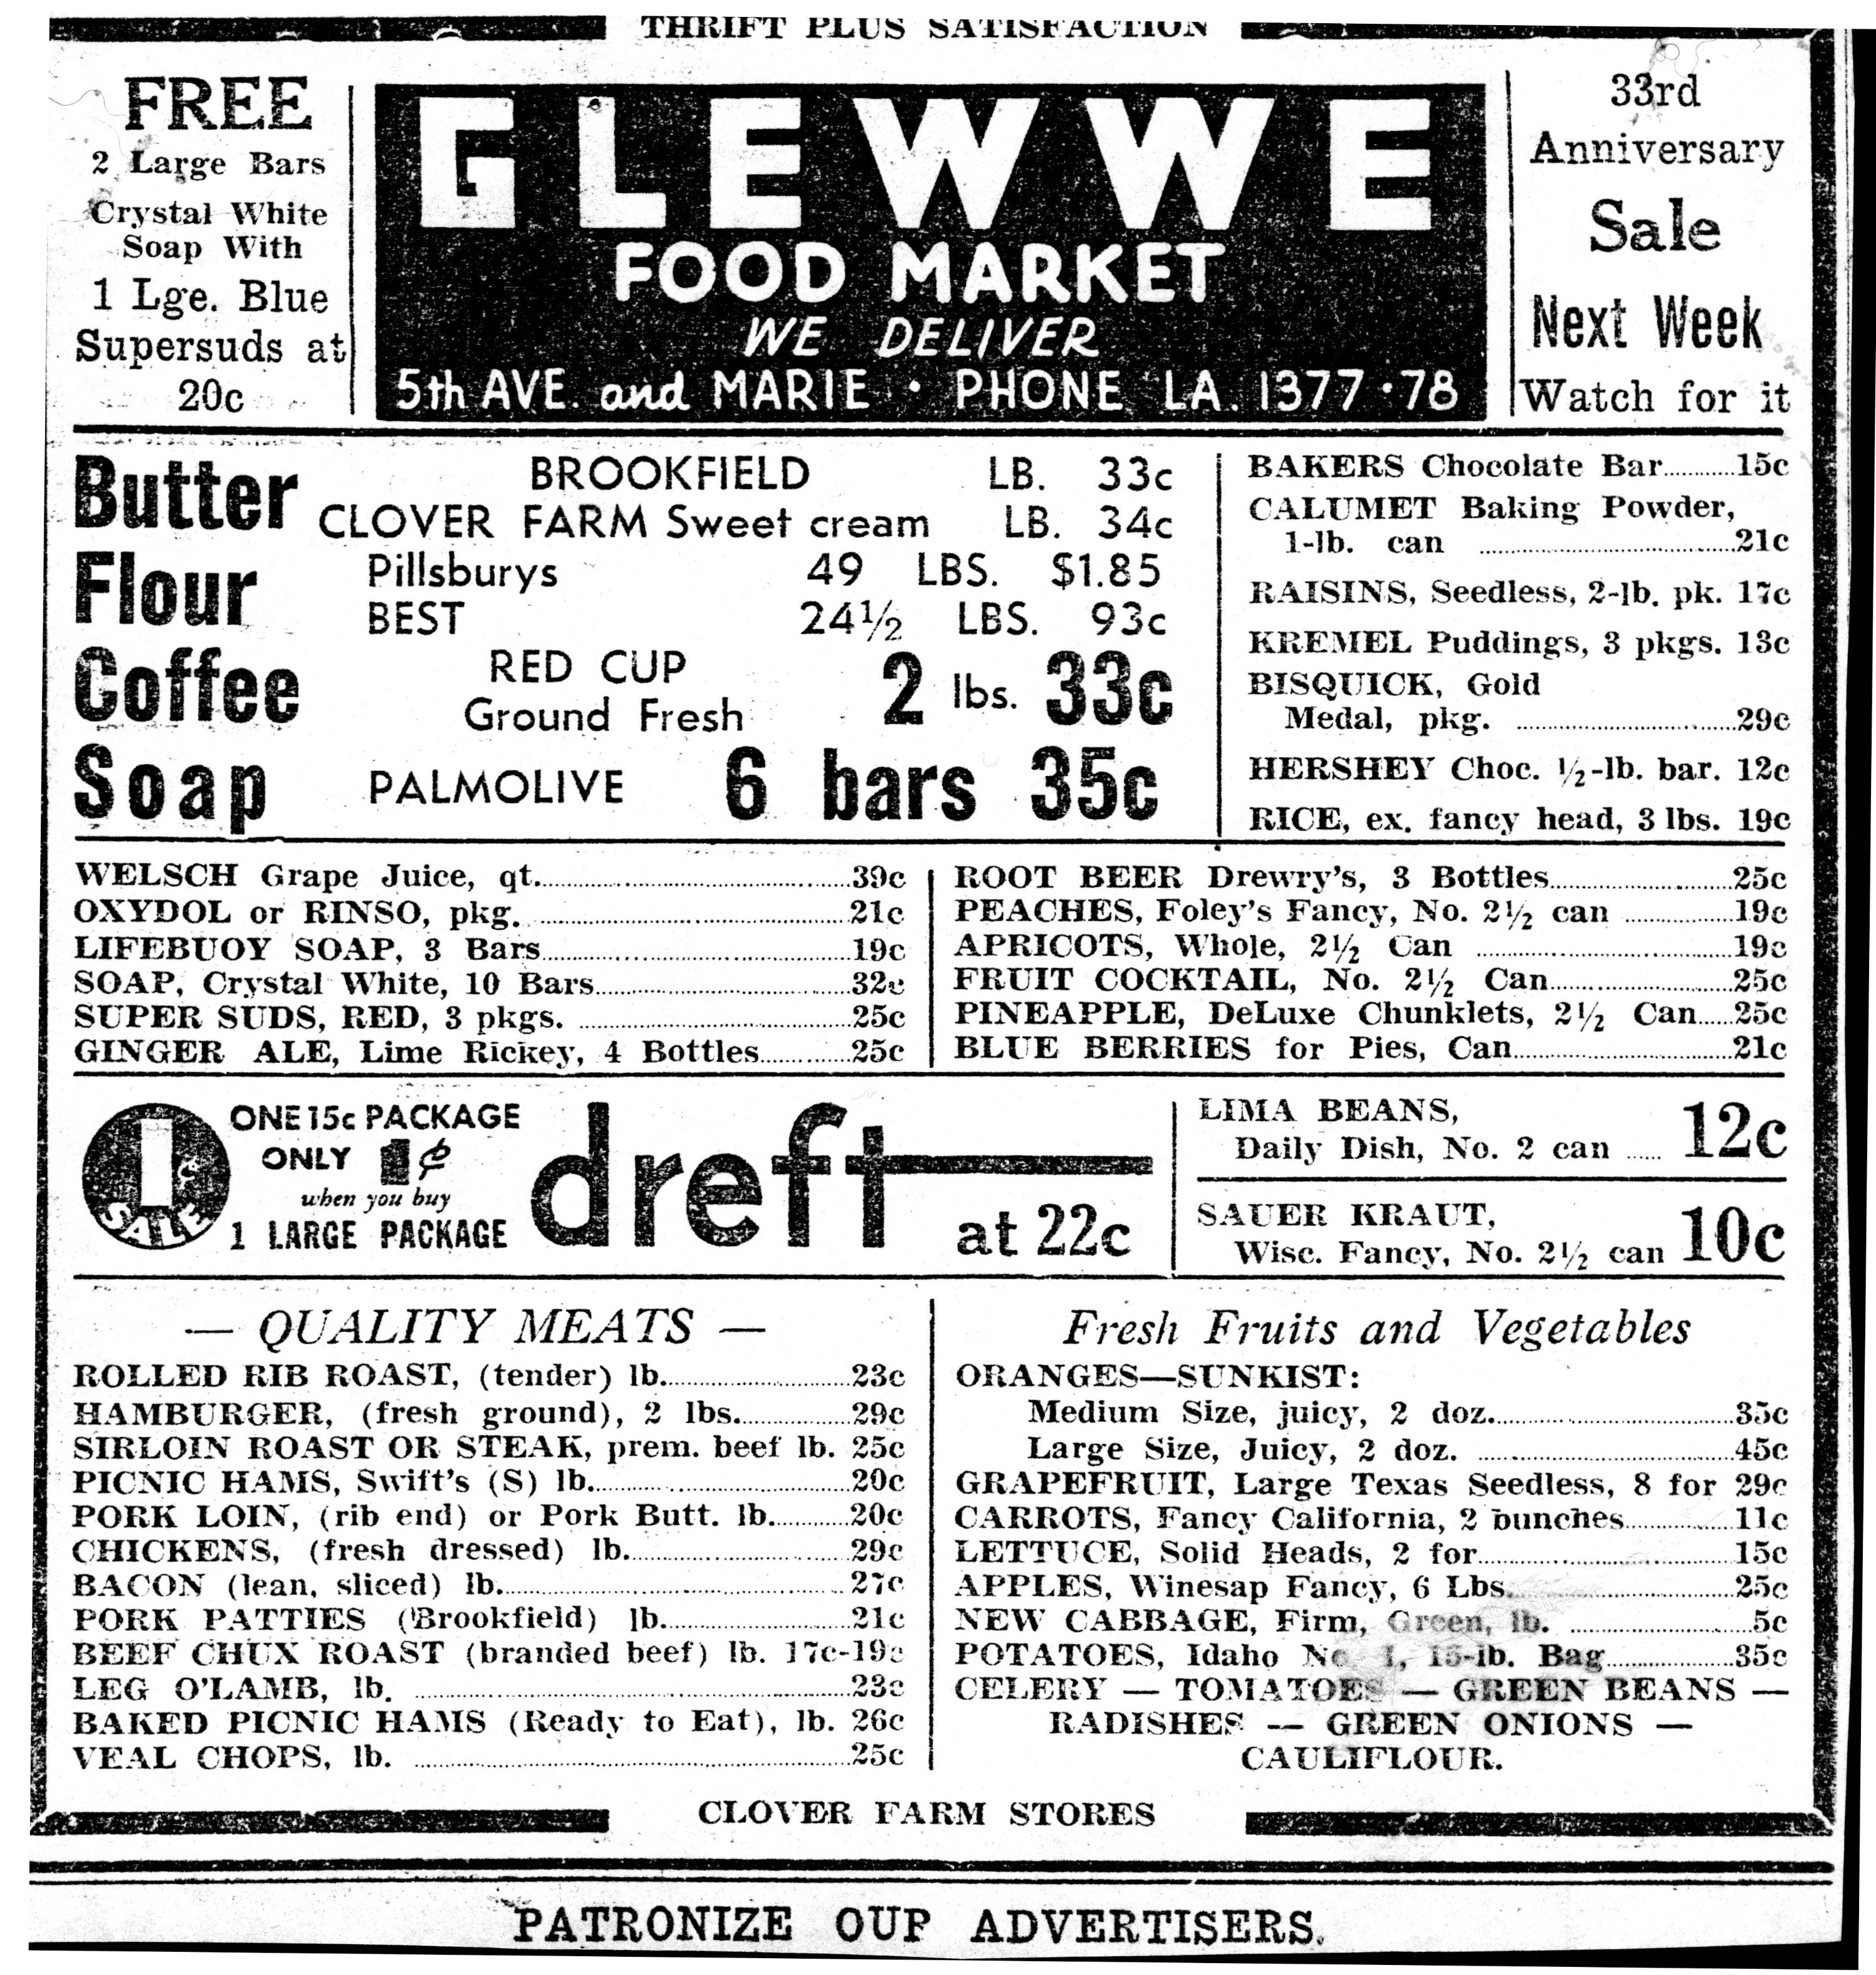 THRIFT PLUS SATISFACTION
FREE
2 Large Bars
Crystal White
Soap With
1 Lge. Blue
Supersuds at
20c
GLEWWE
FOOD MARKET
WE DELIVER
5th AVE. and MARIE • PHONE LA. 1377 • 78
33rd
Anniversary
Sale
Next Week
Watch for it
Butter BROOKFIELD LB. 33c
CLOVER FARM Sweet cream LB. 34c
Flour Pillsburys 49 LBS. $1.85
BEST 24½ LBS. 93c
Coffee RED CUP
Ground Fresh 2 lbs. 33c
Soap PALMOLIVE 6 bars 35c
BAKERS Chocolate Bar..........15c
CALUMET Baking Powder,
1-lb. can ..........21c
RAISINS, Seedless, 2-lb. pk. 17c
KREMEL Puddings, 3 pkgs. 13c
BISQUICK, Gold
Medal, pkg. ..........29c
HERSHEY Choc. ½-lb. bar. 12c
RICE, ex. fancy head, 3 lbs. 19c
WELSCH Grape Juice, qt...........39c
OXYDOL or RINSO, pkg. ..........21c
LIFEBUOY SOAP, 3 Bars..........19c
SOAP, Crystal White, 10 Bars..........32c
SUPER SUDS, RED, 3 pkgs. ..........25c
GINGER ALE, Lime Rickey, 4 Bottles..........25c
ROOT BEER Drewry's, 3 Bottles..........25c
PEACHES, Foley's Fancy, No. 2½ can ..........19c
APRICOTS, Whole, 2½ Can ..........19c
FRUIT COCKTAIL, No. 2½ Can..........25c
PINEAPPLE, DeLuxe Chunklets, 2½ Can.....25c
BLUE BERRIES for Pies, Can..........21c
1c
SALE
ONE 15c PACKAGE
ONLY 1¢
when you buy
1 LARGE PACKAGE
dreft
at 22c
LIMA BEANS,
Daily Dish, No. 2 can ...... 12c
SAUER KRAUT,
Wisc. Fancy, No. 2½ can 10c
— QUALITY MEATS —
ROLLED RIB ROAST, (tender) lb...........23c
HAMBURGER, (fresh ground), 2 lbs...........29c
SIRLOIN ROAST OR STEAK, prem. beef lb. 25c
PICNIC HAMS, Swift's (S) lb...........20c
PORK LOIN, (rib end) or Pork Butt. lb...........20c
CHICKENS, (fresh dressed) lb...........29c
BACON (lean, sliced) lb...........27c
PORK PATTIES (Brookfield) lb...........21c
BEEF CHUX ROAST (branded beef) lb. 17c-19c
LEG O'LAMB, lb. ..........23c
BAKED PICNIC HAMS (Ready to Eat), lb. 26c
VEAL CHOPS, lb. ..........25c
Fresh Fruits and Vegetables
ORANGES—SUNKIST:
Medium Size, juicy, 2 doz...........35c
Large Size, Juicy, 2 doz. ..........45c
GRAPEFRUIT, Large Texas Seedless, 8 for 29c
CARROTS, Fancy California, 2 bunches..........11c
LETTUCE, Solid Heads, 2 for..........15c
APPLES, Winesap Fancy, 6 Lbs...........25c
NEW CABBAGE, Firm, Green, lb. ..........5c
POTATOES, Idaho No. 1, 15-lb. Bag..........35c
CELERY — TOMATOES — GREEN BEANS —
RADISHES — GREEN ONIONS —
CAULIFLOUR.
CLOVER FARM STORES
PATRONIZE OUR ADVERTISERS.